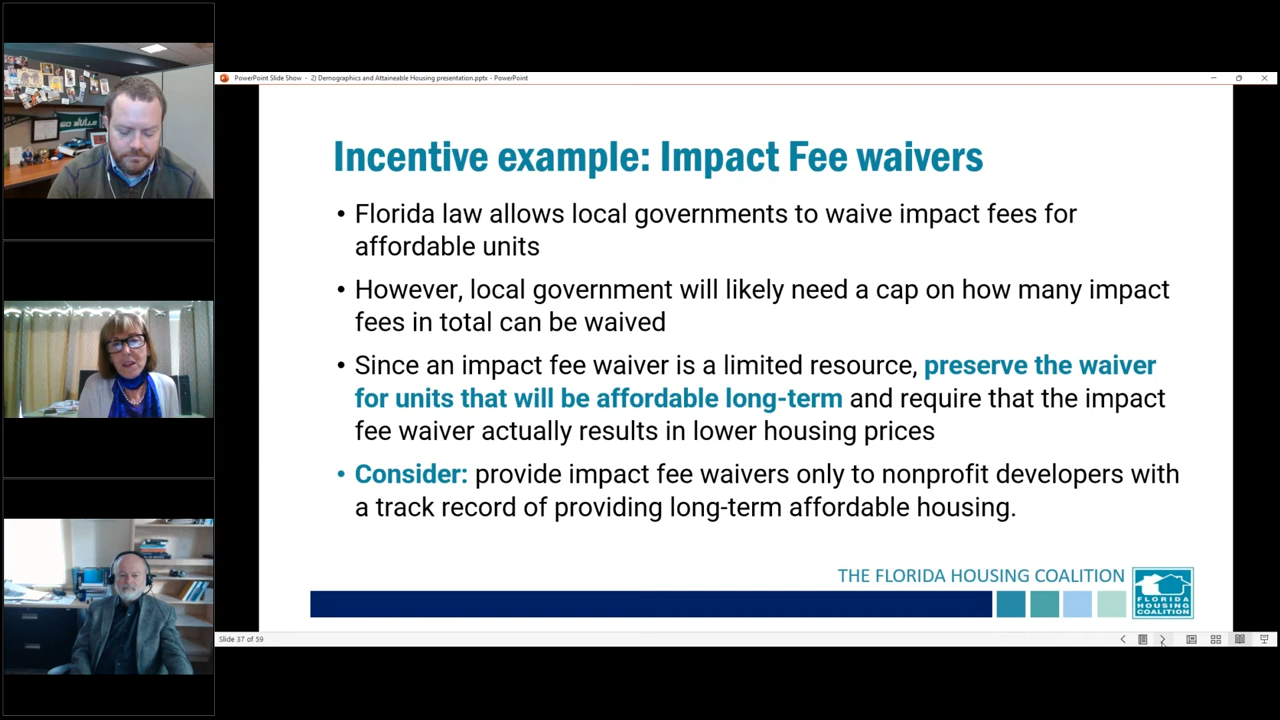 GO BULLS
PowerPoint Slide Show - 2) Demographics and Attaineable Housing presentation.pptx - PowerPoint
Incentive example: Impact Fee waivers
• Florida law allows local governments to waive impact fees for
affordable units
• However, local government will likely need a cap on how many impact
fees in total can be waived
• Since an impact fee waiver is a limited resource, preserve the waiver
for units that will be affordable long-term and require that the impact
fee waiver actually results in lower housing prices
• Consider: provide impact fee waivers only to nonprofit developers with
a track record of providing long-term affordable housing.
THE FLORIDA HOUSING COALITION
FLORIDA
HOUSING
COALITION
Slide 37 of 59